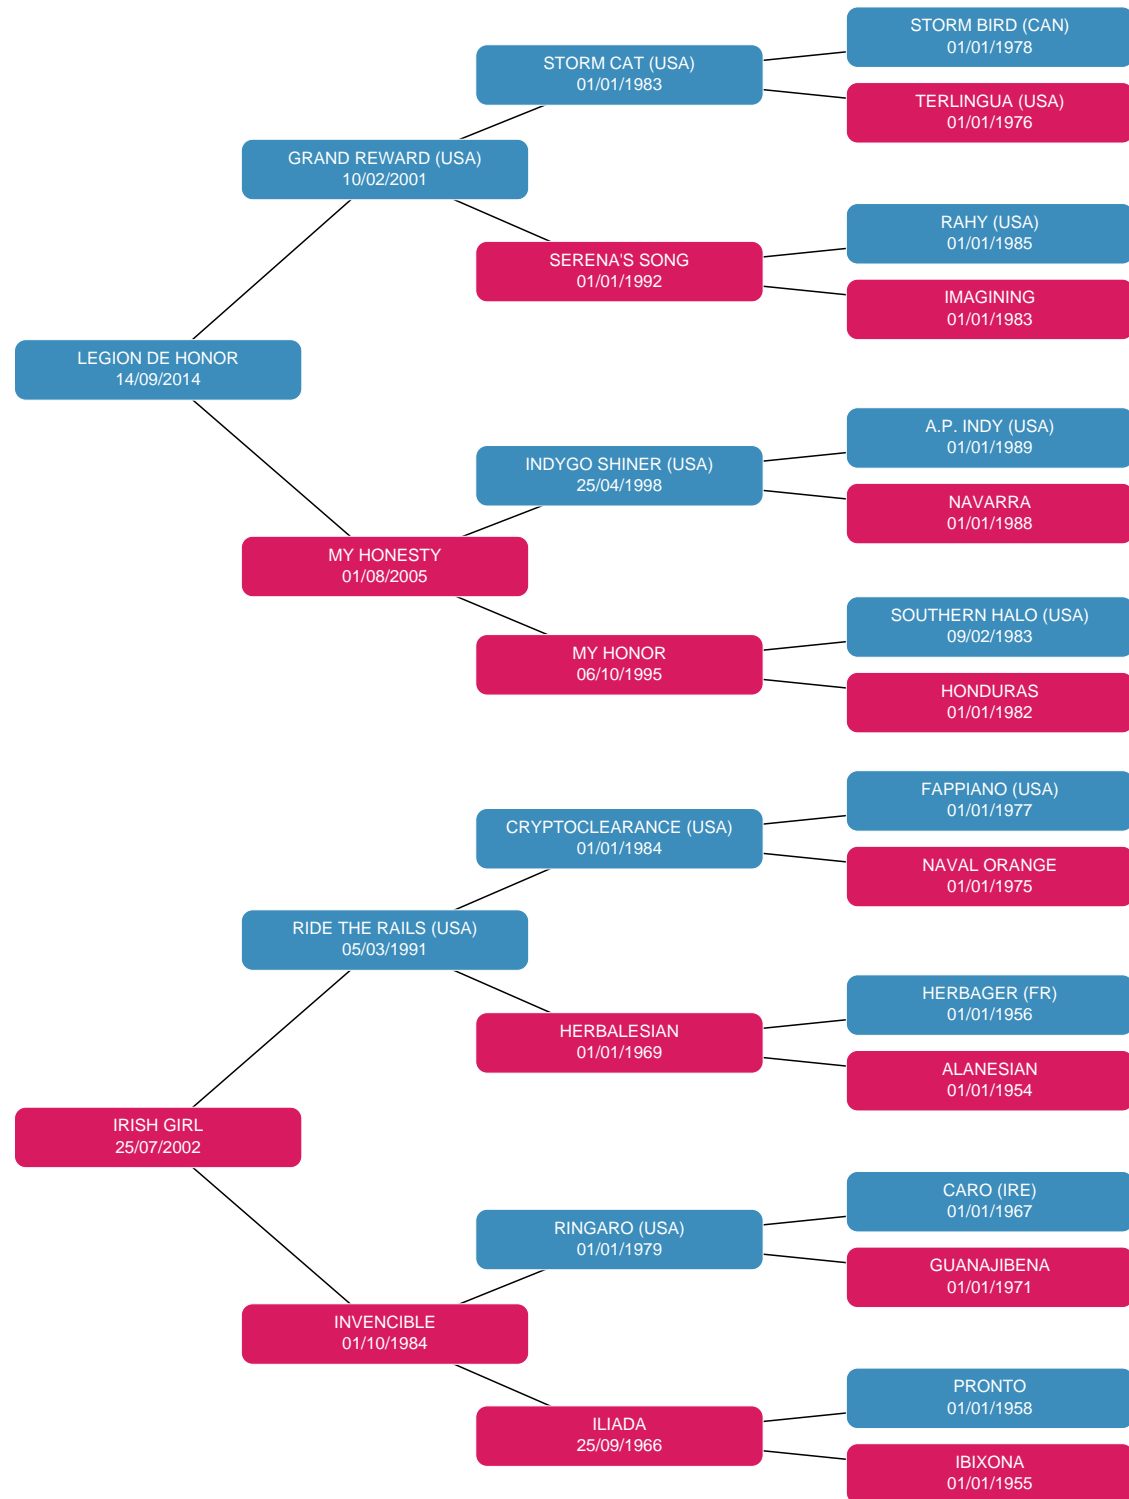 STORM BIRD (CAN)
01/01/1978
STORM CAT (USA)
01/01/1983
TERLINGUA (USA)
01/01/1976
GRAND REWARD (USA)
10/02/2001
RAHY (USA)
01/01/1985
SERENA'S SONG
01/01/1992
IMAGINING
01/01/1983
LEGION DE HONOR
14/09/2014
A.P. INDY (USA)
01/01/1989
INDYGO SHINER (USA)
25/04/1998
NAVARRA
01/01/1988
MY HONESTY
01/08/2005
SOUTHERN HALO (USA)
09/02/1983
MY HONOR
06/10/1995
HONDURAS
01/01/1982
FAPPIANO (USA)
01/01/1977
CRYPTOCLEARANCE (USA)
01/01/1984
NAVAL ORANGE
01/01/1975
RIDE THE RAILS (USA)
05/03/1991
HERBAGER (FR)
01/01/1956
HERBALESIAN
01/01/1969
ALANESIAN
01/01/1954
IRISH GIRL
25/07/2002
CARO (IRE)
01/01/1967
RINGARO (USA)
01/01/1979
GUANAJIBENA
01/01/1971
INVENCIBLE
01/10/1984
PRONTO
01/01/1958
ILIADA
25/09/1966
IBIXONA
01/01/1955